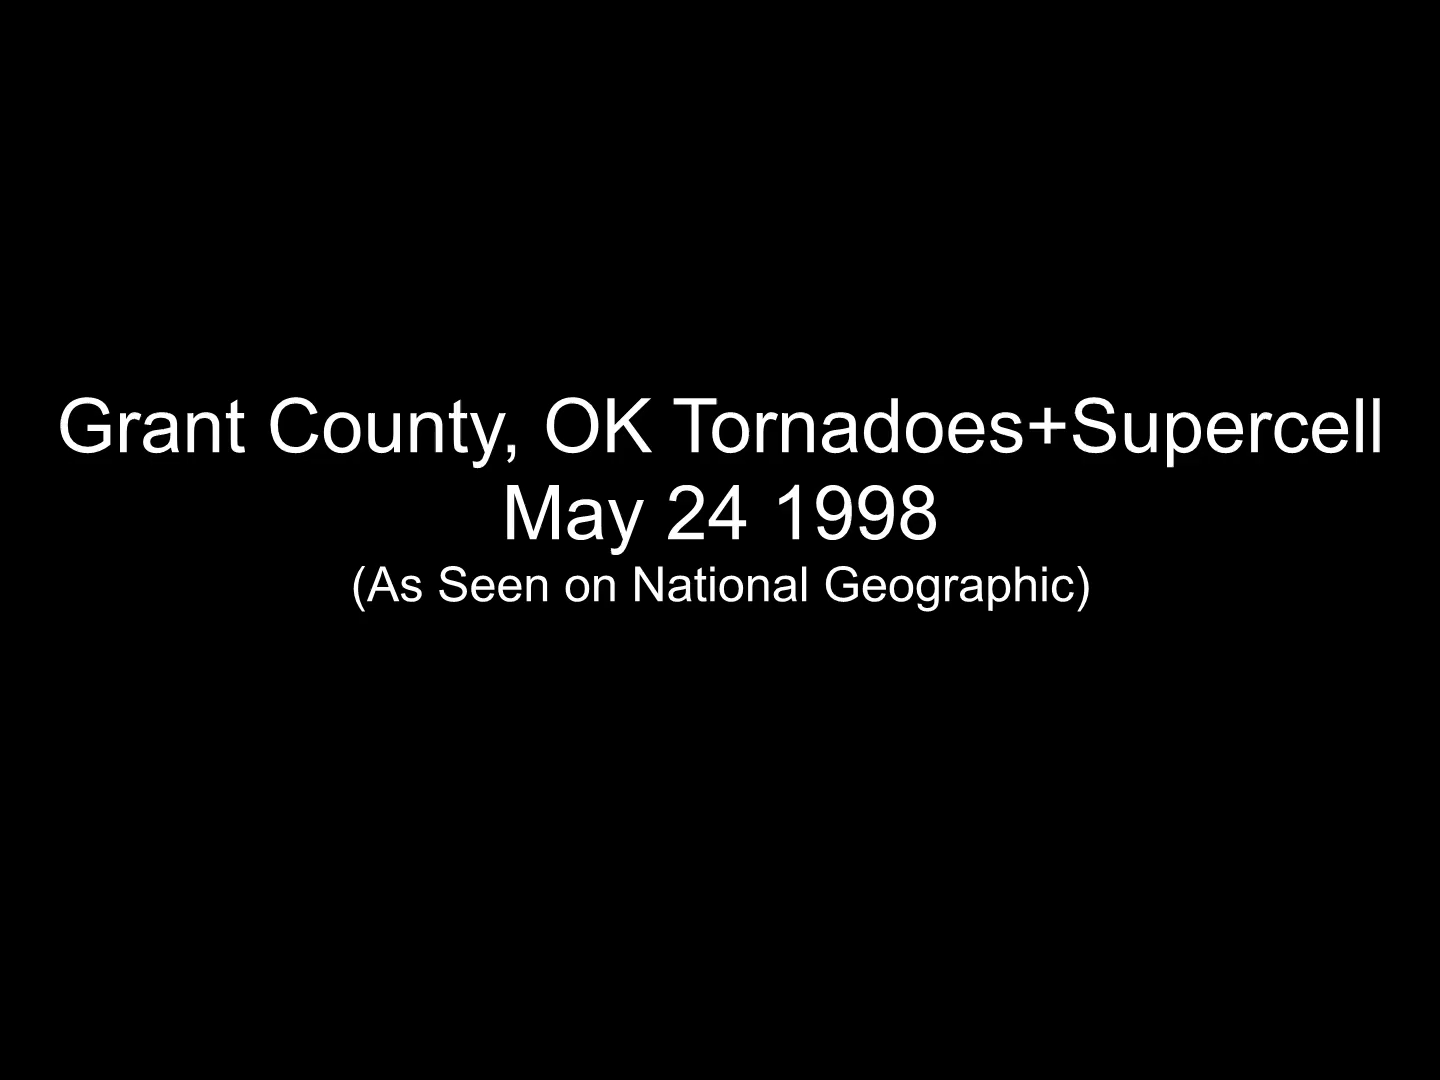 Grant County, OK Tornadoes+Supercell
May 24 1998
(As Seen on National Geographic)